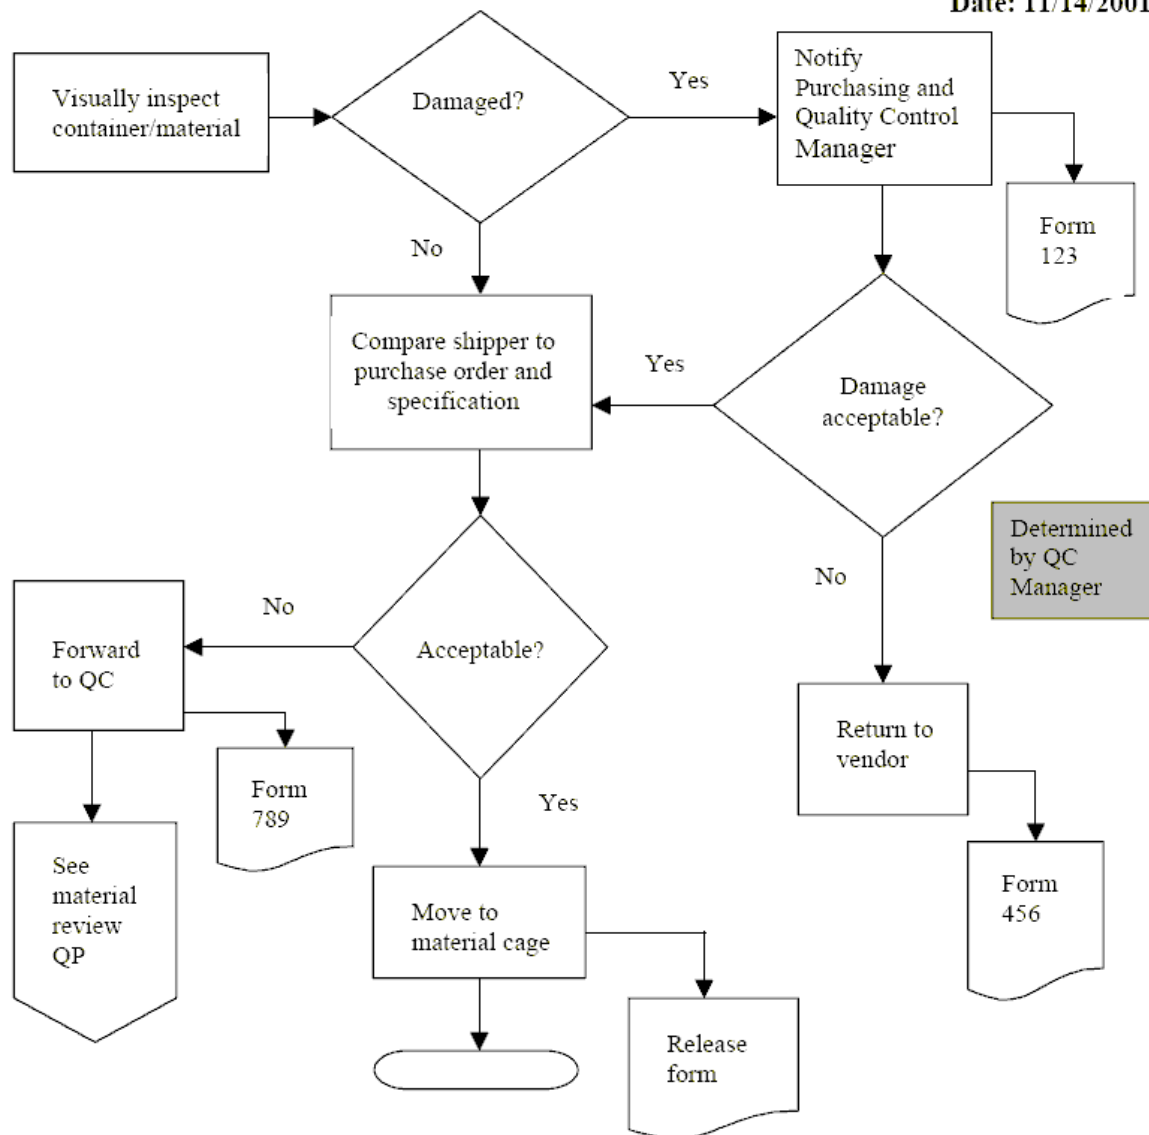 Date: 11/14/2001
Visually inspect
container/material
Damaged?
Yes
Notify
Purchasing and
Quality Control
Manager
Form
123
No
Compare shipper to
purchase order and
specification
Yes
Damage
acceptable?
Determined
by QC
Manager
No
Return to
vendor
Form
456
Acceptable?
No
Forward
to QC
Form
789
See
material
review
QP
Yes
Move to
material cage
Release
form